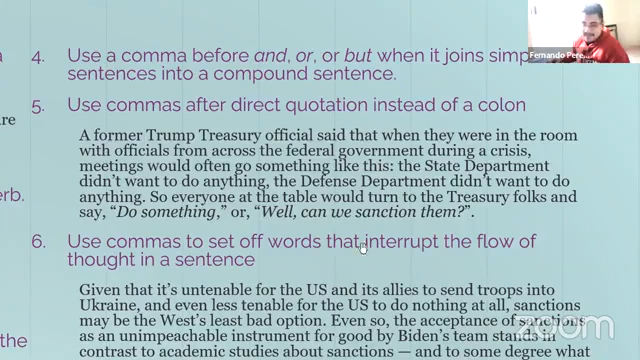 4. Use a comma before and, or, or but when it joins simp
sentences into a compound sentence.
5. Use commas after direct quotation instead of a colon
are
A former Trump Treasury official said that when they were in the room
with officials from across the federal government during a crisis,
meetings would often go something like this: the State Department
didn't want to do anything, the Defense Department didn't want to do
anything. So everyone at the table would turn to the Treasury folks and
say, "Do something," or, "Well, can we sanction them?".
erb.
6. Use commas to set off words that interrupt the flow of
thought in a sentence
Given that it's untenable for the US and its allies to send troops into
Ukraine, and even less tenable for the US to do nothing at all, sanctions
may be the West's least bad option. Even so, the acceptance of sanctions
as an unimpeachable instrument for good by Biden's team stands in
the
contrast to academic studies about sanctions — and to some degree what
Fernando Pere
zoom